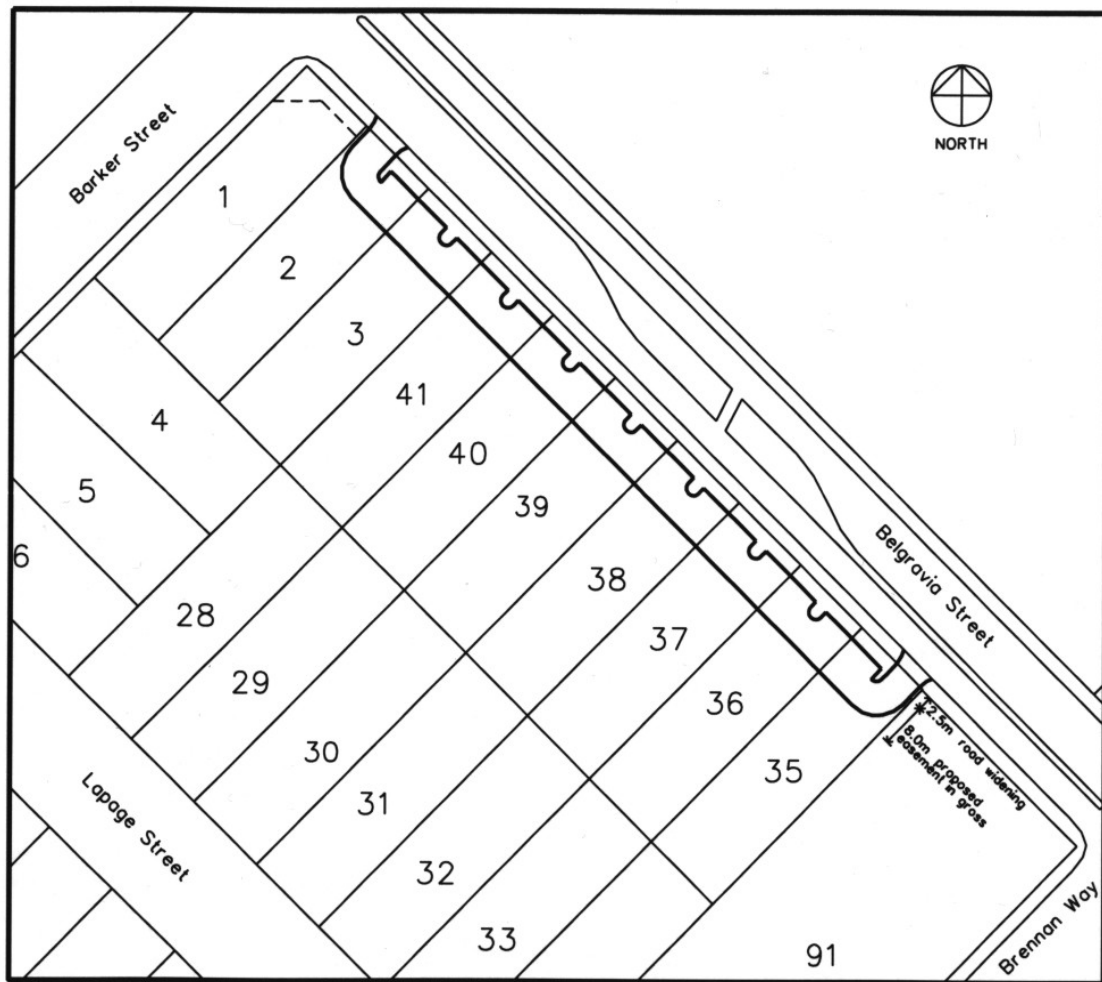 NORTH
Barker Street
1
2
3
4
5
6
41
40
39
38
37
36
35
28
29
30
31
32
33
91
Belgravia Street
2.5m road widening
8.0m proposed
easement in gross
Lapage Street
Brennan Way